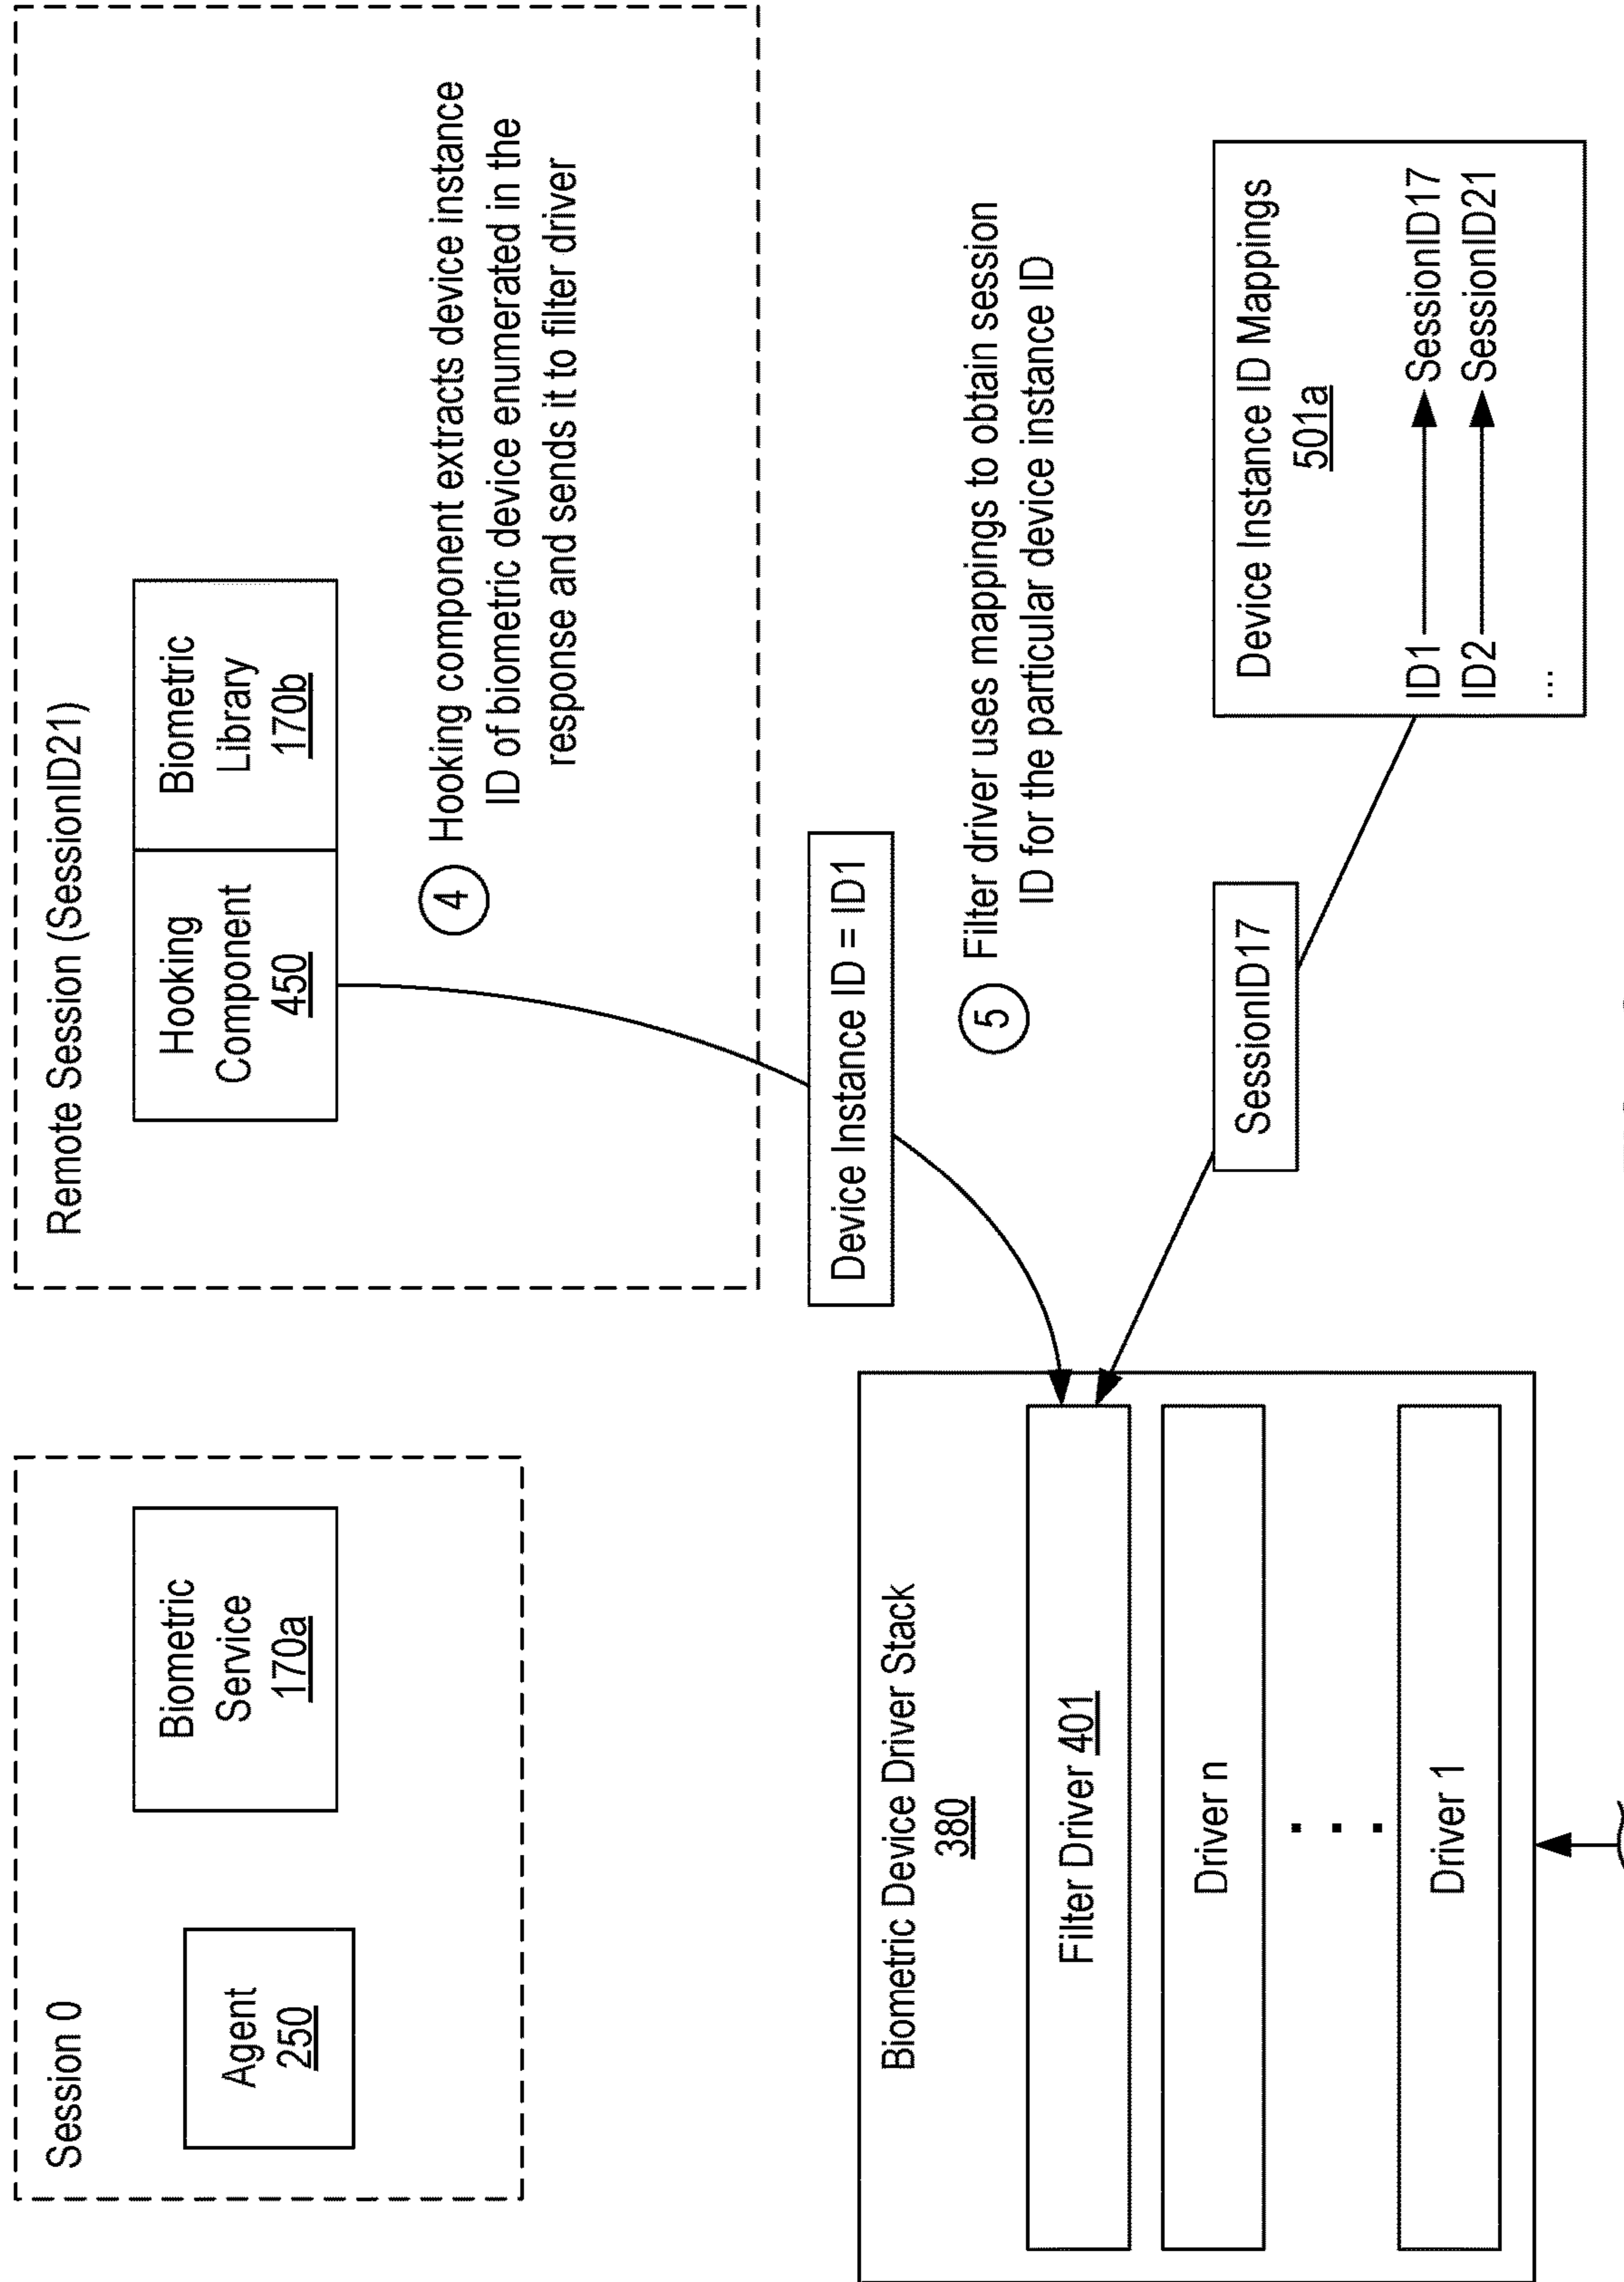 Session 0
Agent
250
Biometric
Service
170a
Remote Session (SessionID21)
Hooking
Component
450
Biometric
Library
170b
4
Hooking component extracts device instance
ID of biometric device enumerated in the
response and sends it to filter driver
Device Instance ID = ID1
5
Filter driver uses mappings to obtain session
ID for the particular device instance ID
Biometric Device Driver Stack
380
Filter Driver 401
Driver n
Driver 1
SessionID17
Device Instance ID Mappings
501a
ID1 SessionID17
ID2 SessionID21
...